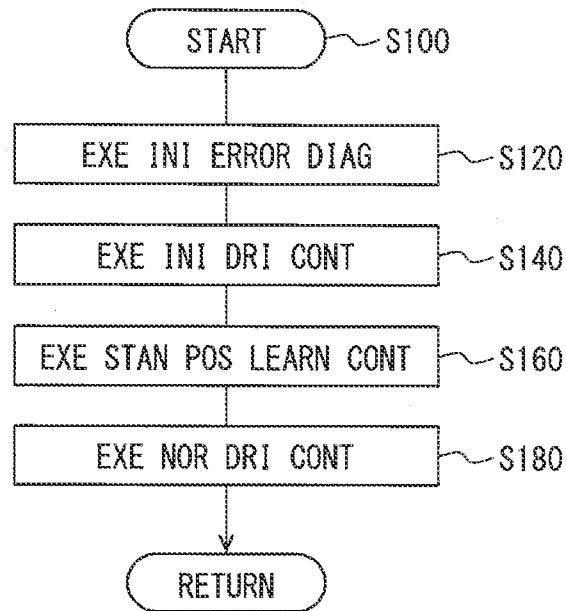 START S100
EXE INI ERROR DIAG S120
EXE INI DRI CONT S140
EXE STAN POS LEARN CONT S160
EXE NOR DRI CONT S180
RETURN